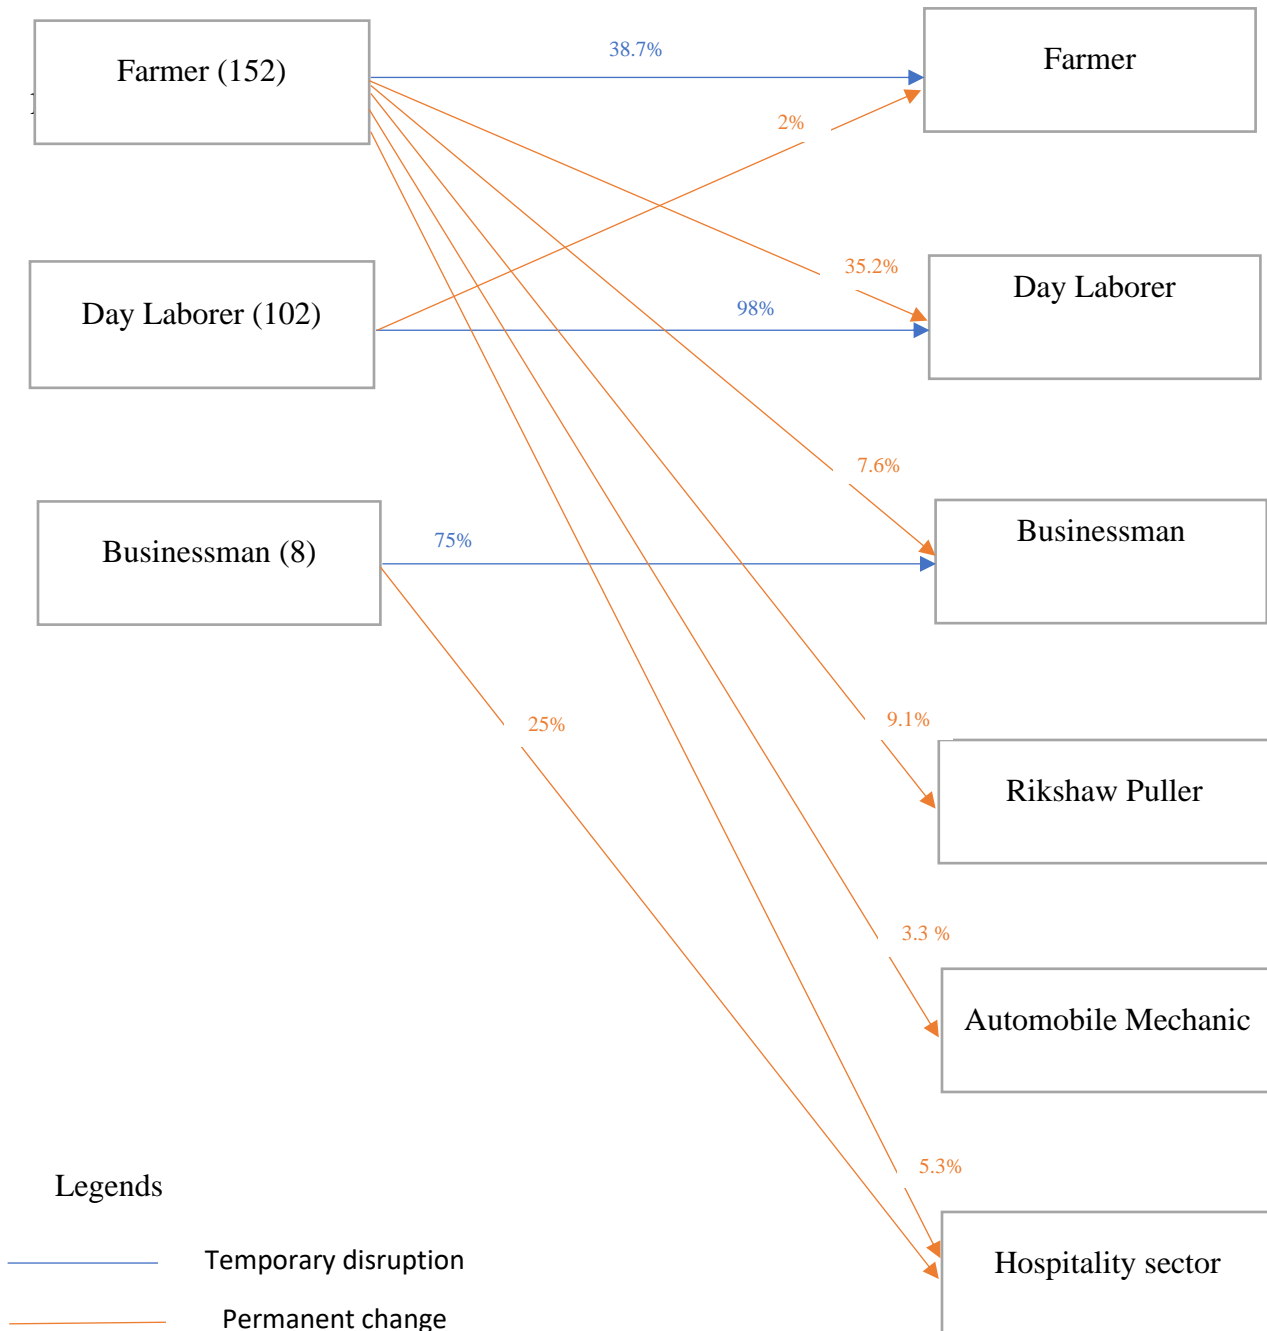 Farmer (152)
38.7%
Farmer
2%
Day Laborer (102)
35.2%
98%
Day Laborer
Businessman (8)
75%
7.6%
Businessman
25%
9.1%
Rikshaw Puller
3.3 %
Automobile Mechanic
5.3%
Hospitality sector
Legends
Temporary disruption
Permanent change